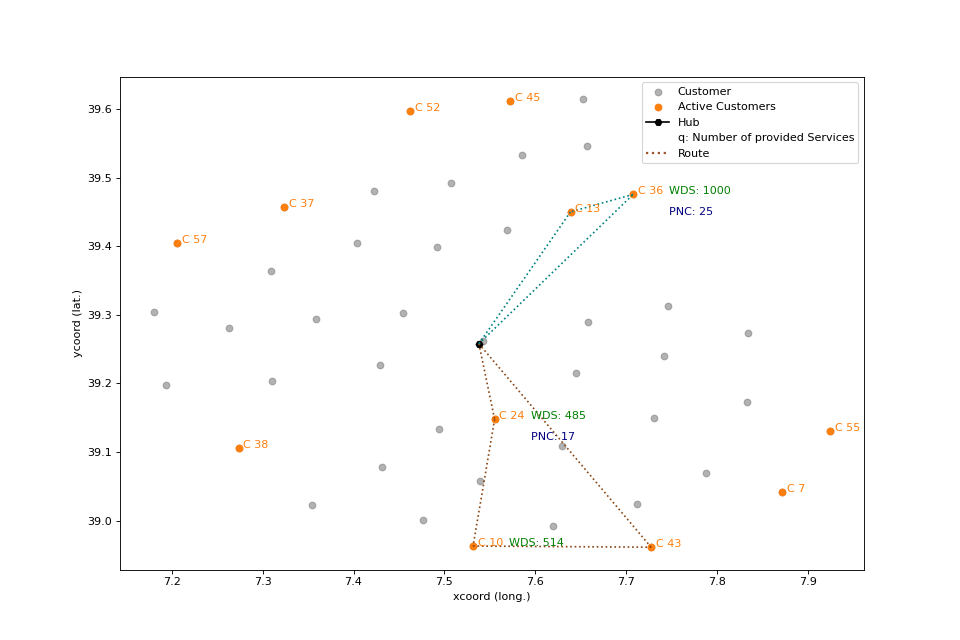 Customer
Active Customers
Hub
q: Number of provided Services
Route
C 52
C 45
C 36 WDS: 1000
PNC: 25
C 13
C 37
C 57
C 24 WDS: 485
PNC: 17
C 38
C 55
C 7
C 10 WDS: 514
C 43
39.6
39.5
39.4
39.3
39.2
39.1
39.0
ycoord (lat.)
7.2 7.3 7.4 7.5 7.6 7.7 7.8 7.9
xcoord (long.)